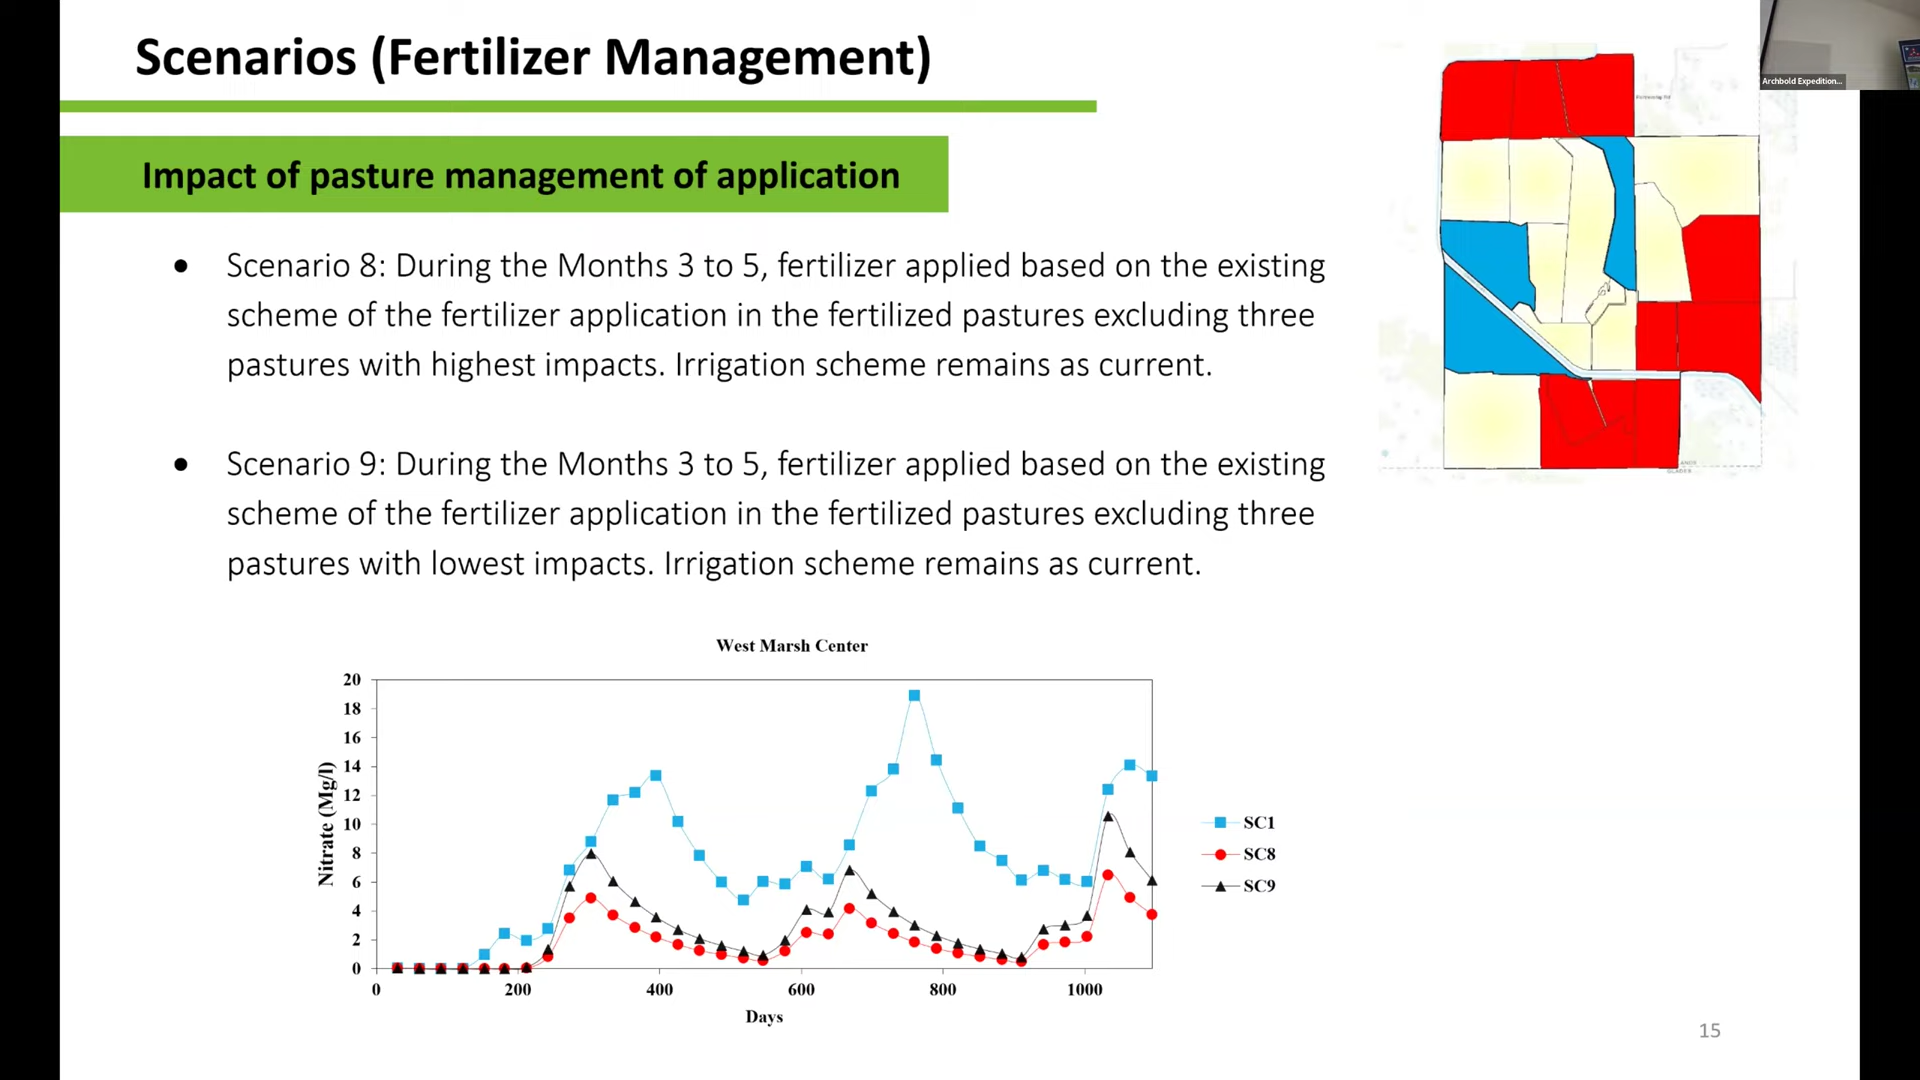 Scenarios (Fertilizer Management)
Archbold Expedition...
Impact of pasture management of application
• Scenario 8: During the Months 3 to 5, fertilizer applied based on the existing
scheme of the fertilizer application in the fertilized pastures excluding three
pastures with highest impacts. Irrigation scheme remains as current.
• Scenario 9: During the Months 3 to 5, fertilizer applied based on the existing
scheme of the fertilizer application in the fertilized pastures excluding three
pastures with lowest impacts. Irrigation scheme remains as current.
West Marsh Center
Nitrate (Mg/l)
20
18
16
14
12
10
8
6
4
2
0
0 200 400 600 800 1000
Days
SC1
SC8
SC9
15